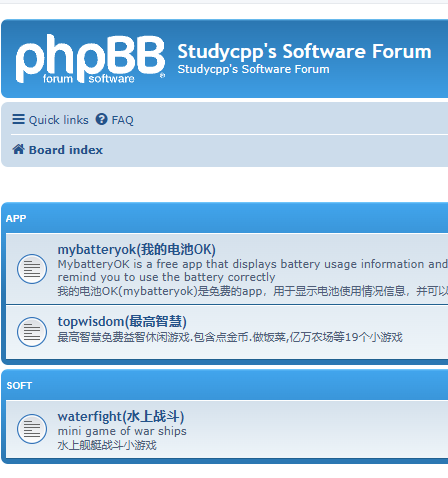 phpBB®
forum software
Studycpp's Software Forum
Studycpp's Software Forum
Quick links FAQ
Board index
APP
mybatteryok(我的电池OK)
MybatteryOK is a free app that displays battery usage information and
remind you to use the battery correctly
我的电池OK(mybatteryok)是免费的app，用于显示电池使用情况信息，并可以
topwisdom(最高智慧)
最高智慧免费益智休闲游戏.包含点金币.做饭菜,亿万农场等19个小游戏
SOFT
waterfight(水上战斗)
mini game of war ships
水上舰艇战斗小游戏